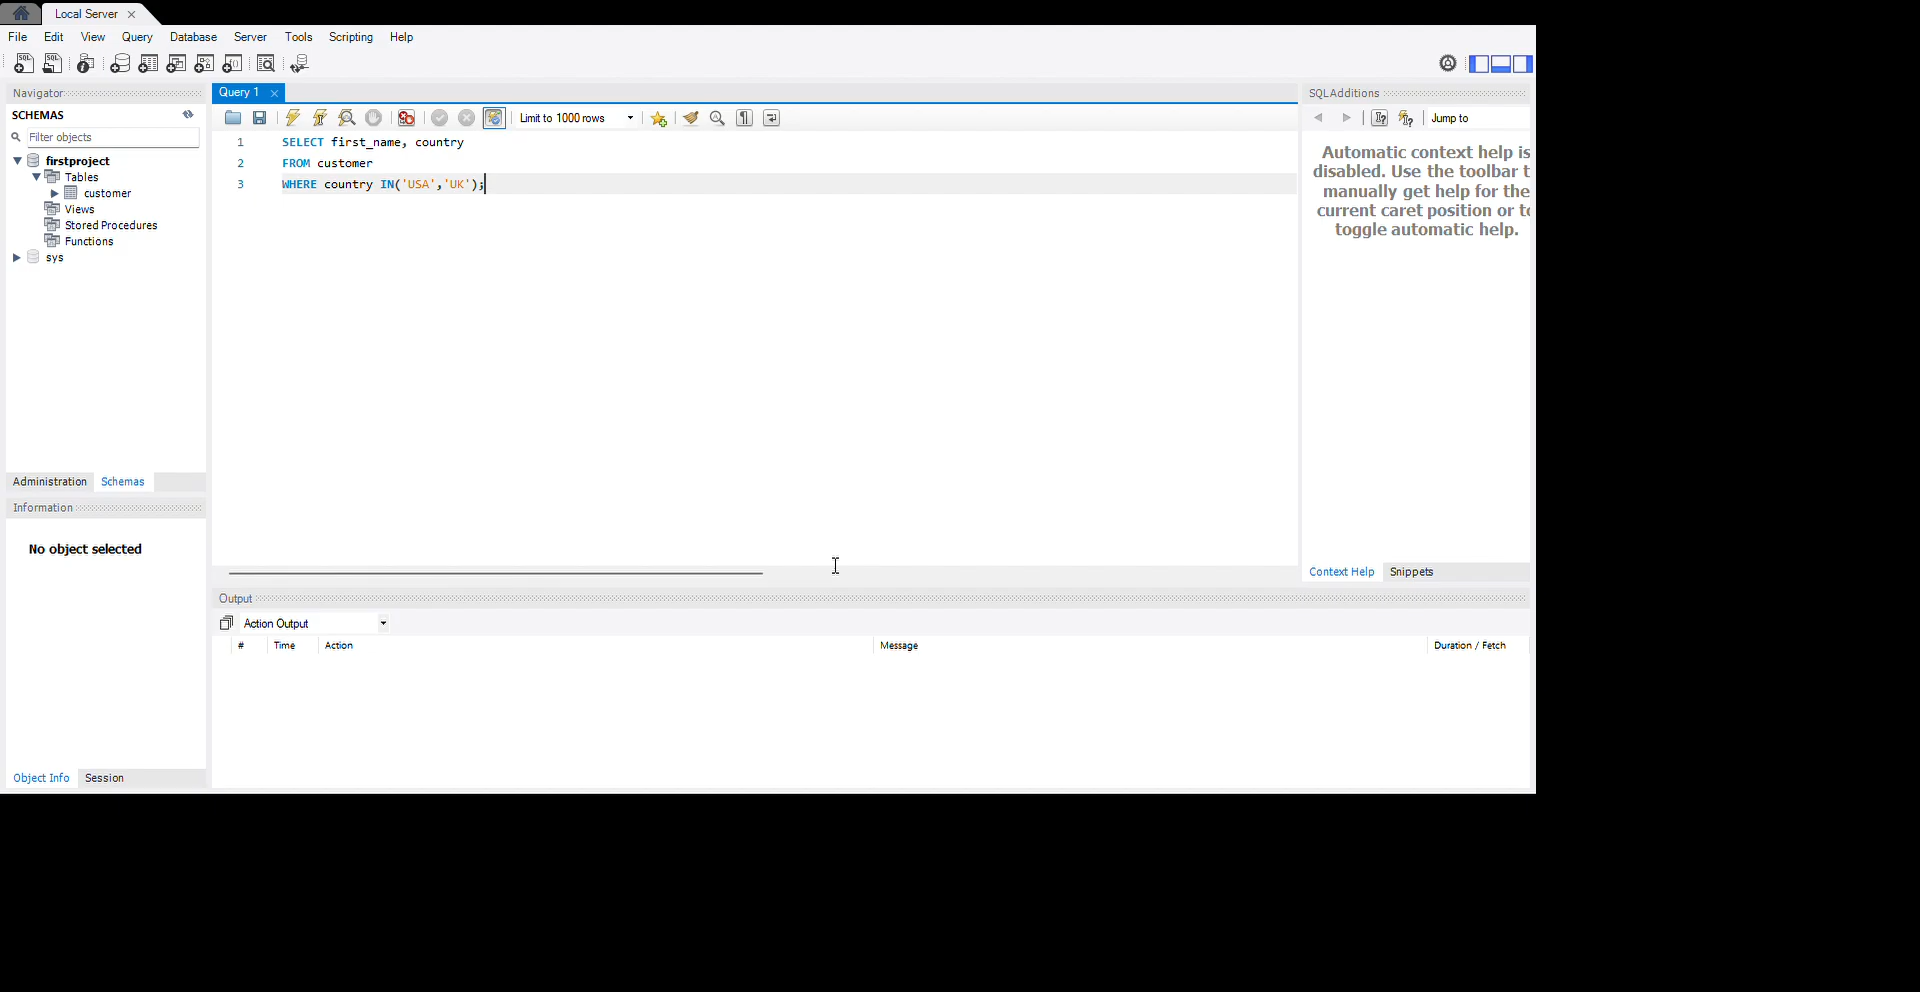 Local Server
File Edit View Query Database Server Tools Scripting Help
Navigator
SCHEMAS
Filter objects
firstproject
Tables
customer
Views
Stored Procedures
Functions
sys
Administration Schemas
Information
No object selected
Object Info Session
Query 1
Limit to 1000 rows
1 SELECT first_name, country
2 FROM customer
3 WHERE country IN('USA','UK');
SQLAdditions
Jump to
Automatic context help is
disabled. Use the toolbar t
manually get help for the
current caret position or to
toggle automatic help.
Context Help Snippets
Output
Action Output
# Time Action Message Duration / Fetch